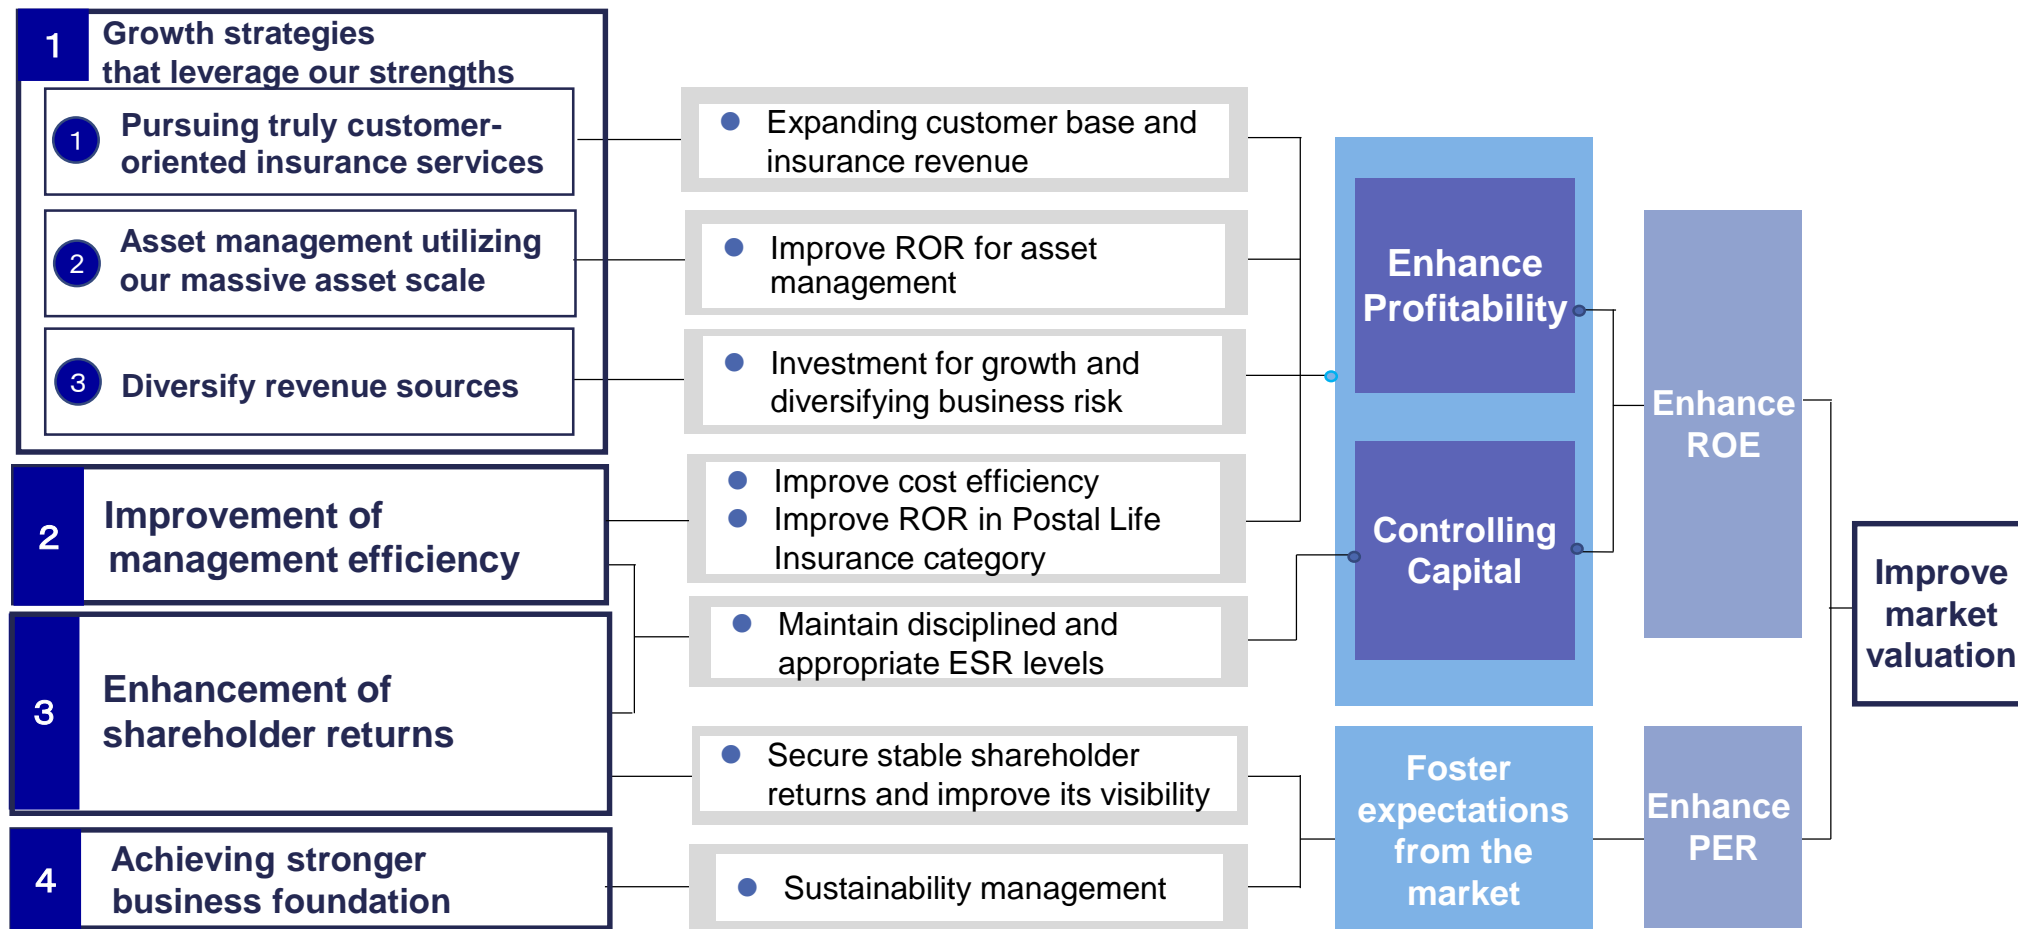 1
Growth strategies
that leverage our strengths
1
Pursuing truly customer-
oriented insurance services
2
Asset management utilizing
our massive asset scale
3
Diversify revenue sources
2
Improvement of
management efficiency
3
Enhancement of
shareholder returns
4
Achieving stronger
business foundation
● Expanding customer base and
insurance revenue
● Improve ROR for asset
management
● Investment for growth and
diversifying business risk
● Improve cost efficiency
● Improve ROR in Postal Life
Insurance category
● Maintain disciplined and
appropriate ESR levels
● Secure stable shareholder
returns and improve its visibility
● Sustainability management
Enhance
Profitability
Controlling
Capital
Foster
expectations
from the
market
Enhance
ROE
Enhance
PER
Improve
market
valuation